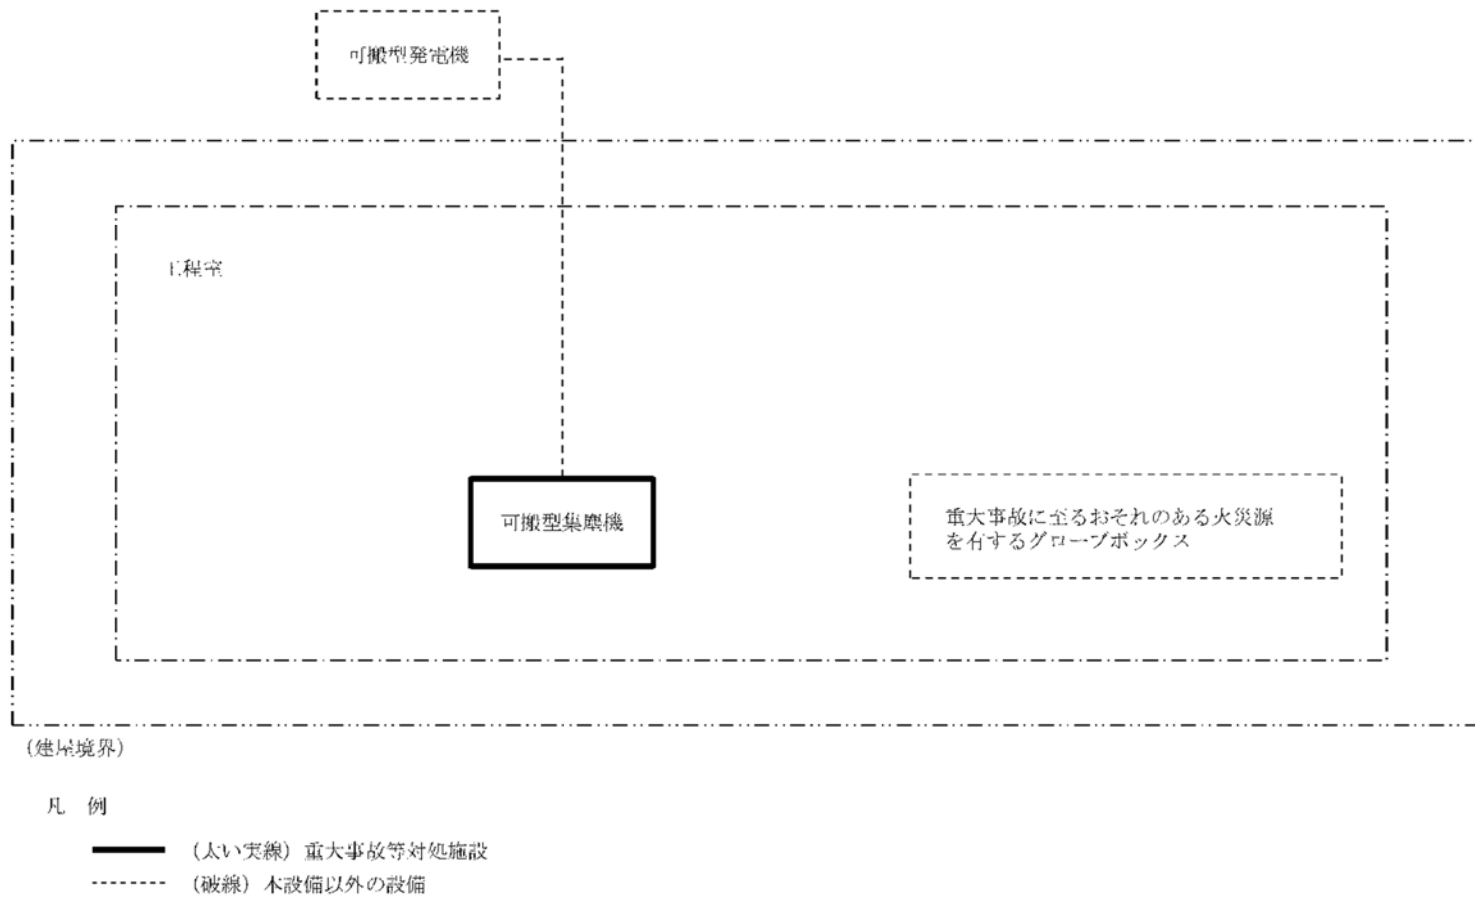 可搬型発電機
工程室
可搬型集塵機
重大事故に至るおそれのある火災源
を有するグローブボックス
(建屋境界)
凡 例
(太い実線) 重大事故等対処施設
(破線) 本設備以外の設備